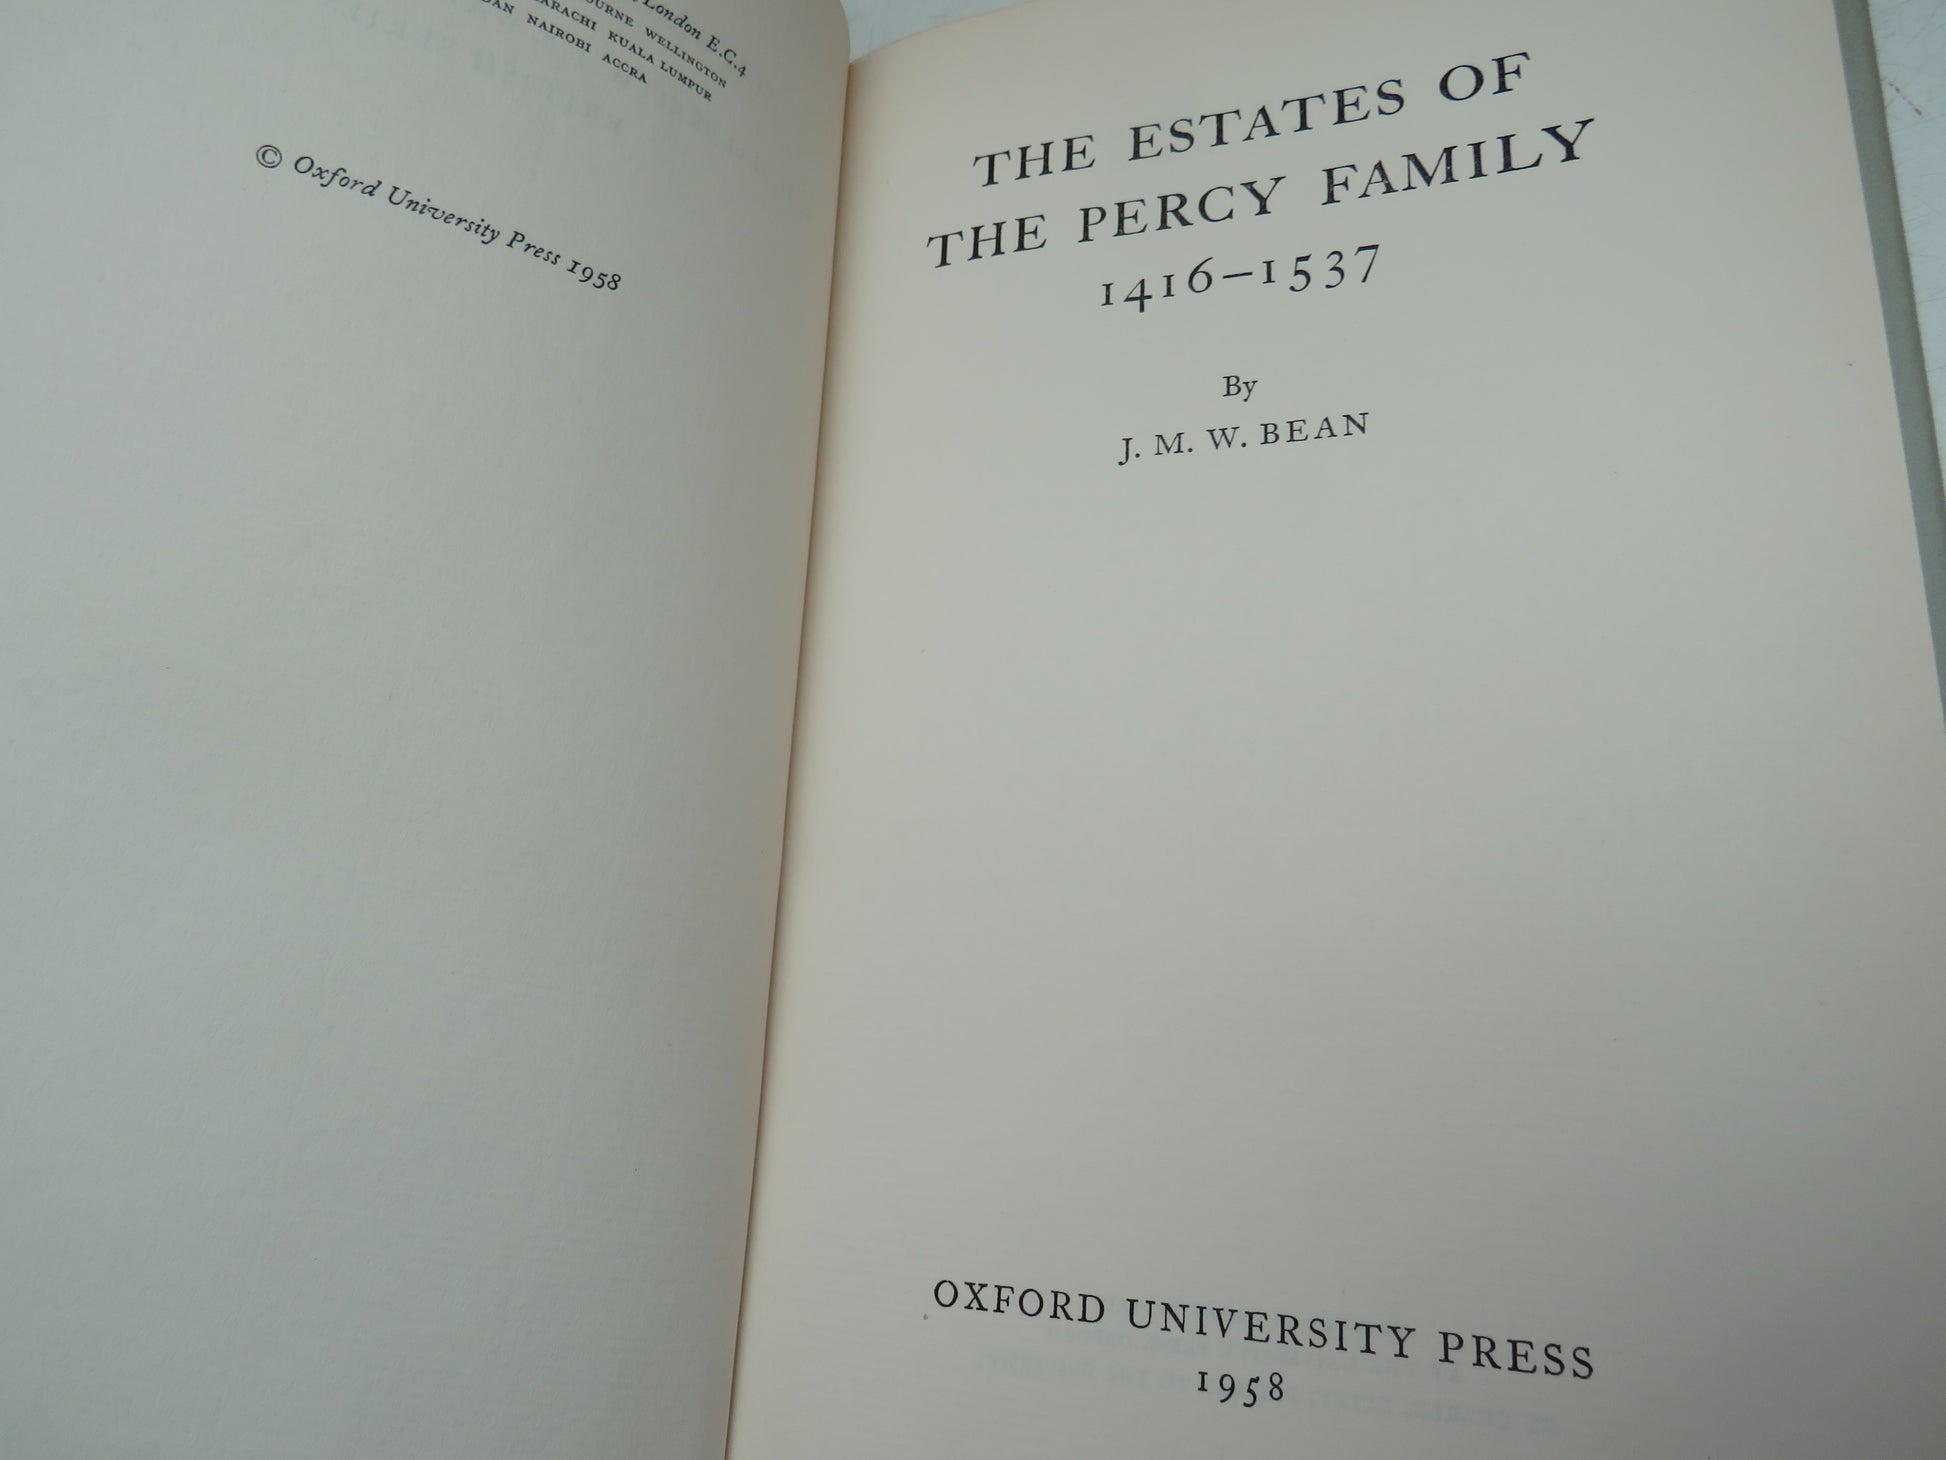 London E.C.4
WELLINGTON
KUALA LUMPUR
NAIROBI ACCRA
© Oxford University Press 1958
THE ESTATES OF
THE PERCY FAMILY
1416–1537
By
J. M. W. BEAN
OXFORD UNIVERSITY PRESS
1958